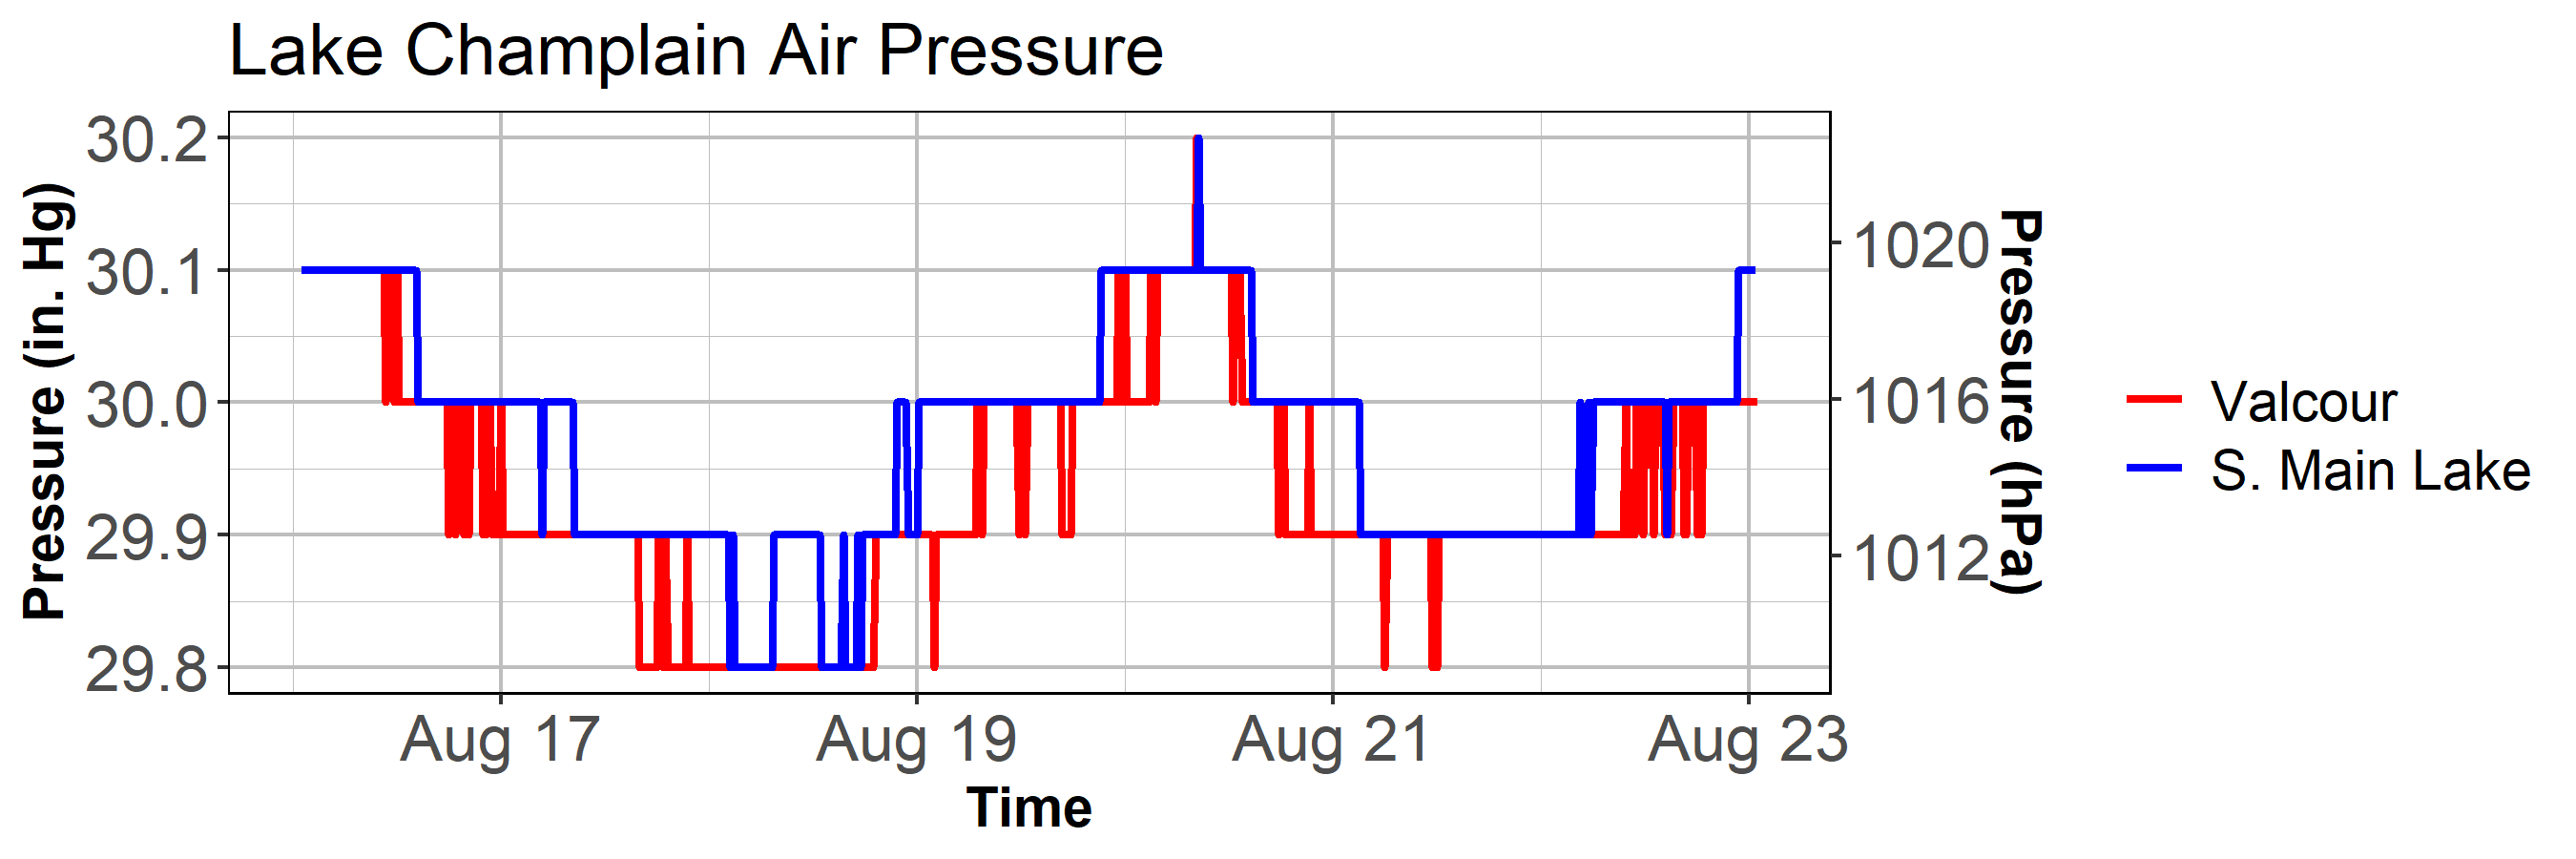 Lake Champlain Air Pressure
Pressure (in. Hg)
30.2
30.1
30.0
29.9
29.8
1020
1016
1012
Pressure (hPa)
Valcour
S. Main Lake
Aug 17 Aug 19 Aug 21 Aug 23
Time